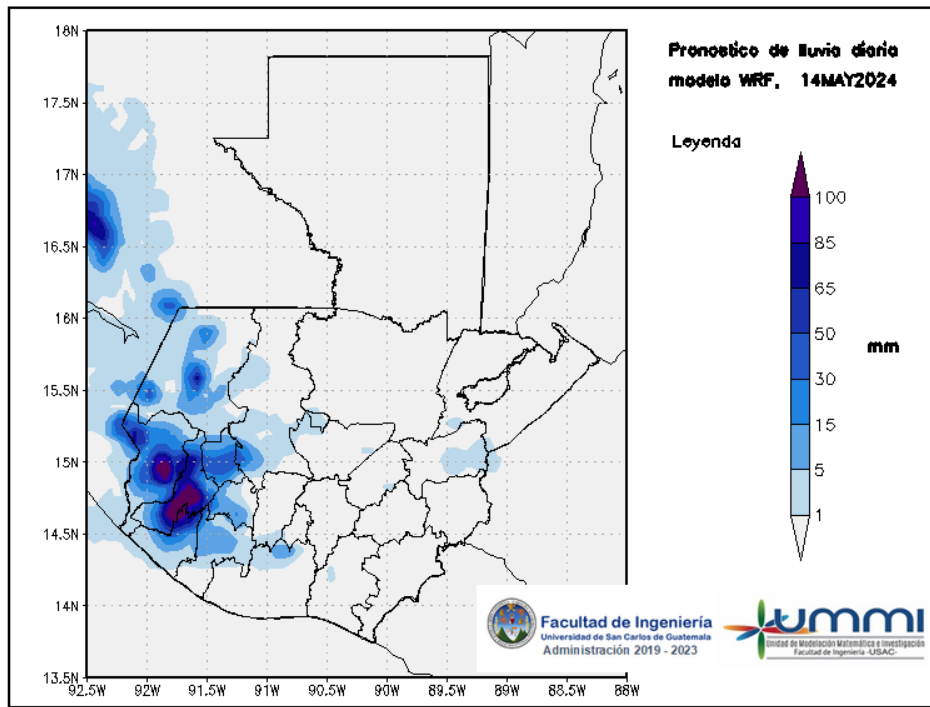 Pronostico de lluvia diaria
modelo WRF, 14MAY2024
Leyenda
100
85
65
50
30
15
5
1
mm
18N
17.5N
17N
16.5N
16N
15.5N
15N
14.5N
14N
13.5N
92.5W 92W 91.5W 91W 90.5W 90W 89.5W 89W 88.5W 88W
Facultad de Ingeniería
Universidad de San Carlos de Guatemala
Administración 2019 - 2023
UMMI
Unidad de Modelación Matemática e Investigación
Facultad de Ingeniería -USAC-